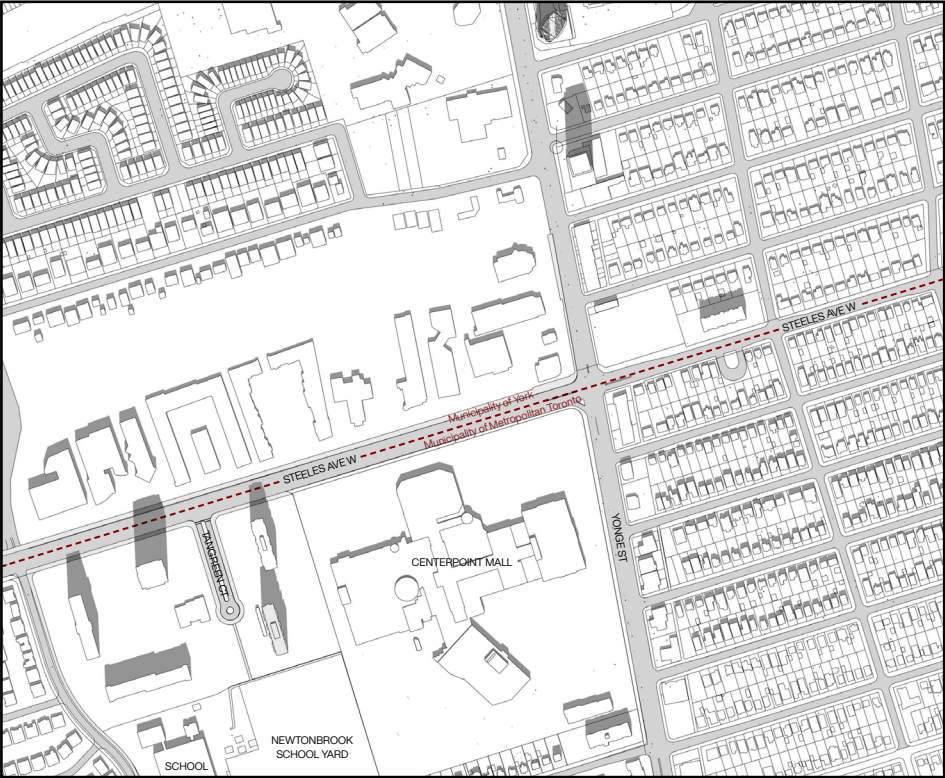 STEELES AVE W
Municipality of York
Municipality of Metropolitan Toronto
STEELES AVE W
TANGREEN CT
YONGE ST
CENTERPOINT MALL
NEWTONBROOK
SCHOOL YARD
SCHOOL